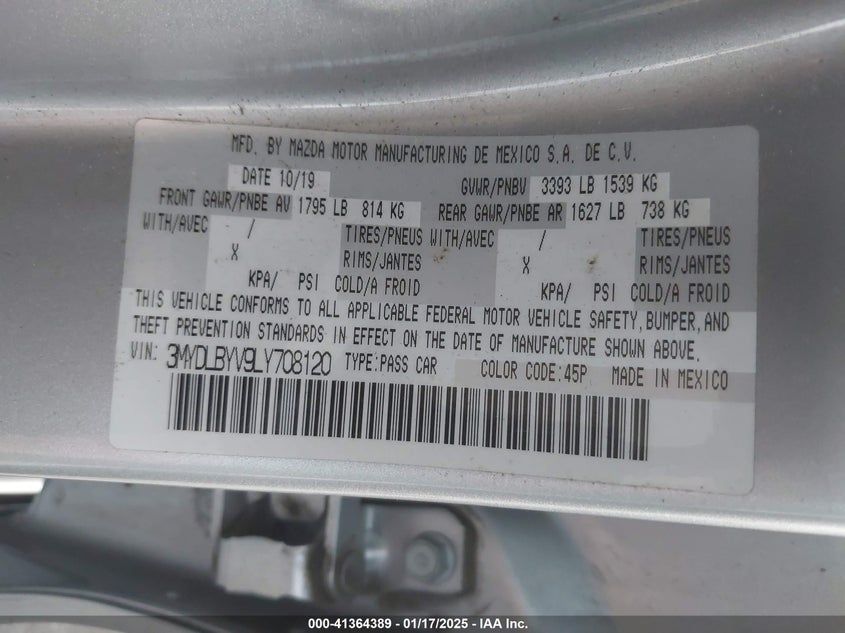 MFD. BY MAZDA MOTOR MANUFACTURING DE MEXICO S.A. DE C.V.
DATE 10/19 GVWR/PNBV 3393 LB 1539 KG
FRONT GAWR/PNBE AV 1795 LB 814 KG REAR GAWR/PNBE AR 1627 LB 738 KG
WITH/AVEC / TIRES/PNEUS WITH/AVEC / TIRES/PNEUS
X RIMS/JANTES X RIMS/JANTES
KPA/ PSI COLD/A FROID KPA/ PSI COLD/A FROID
THIS VEHICLE CONFORMS TO ALL APPLICABLE FEDERAL MOTOR VEHICLE SAFETY, BUMPER, AND
THEFT PREVENTION STANDARDS IN EFFECT ON THE DATE OF MANUFACTURE SHOWN ABOVE.
VIN: 3MYDLBYV9LY708120 TYPE:PASS CAR COLOR CODE:45P MADE IN MEXICO
000-41364389 - 01/17/2025 - IAA Inc.